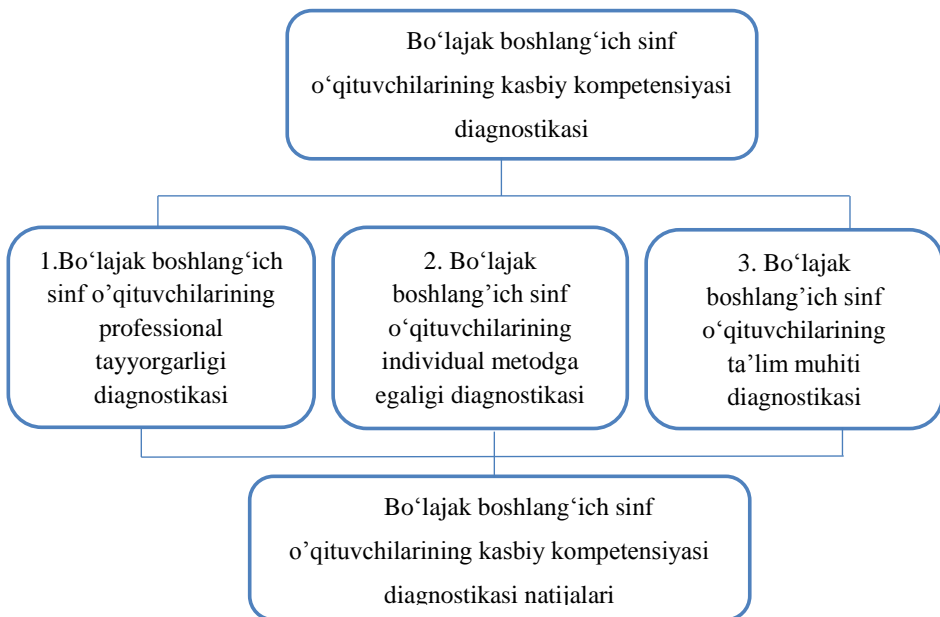 Bo‘lajak boshlang‘ich sinf
o‘qituvchilarining kasbiy kompetensiyasi
diagnostikasi
1.Bo‘lajak boshlang‘ich
sinf o’qituvchilarining
professional
tayyorgarligi
diagnostikasi
2. Bo‘lajak
boshlang’ich sinf
o‘qituvchilarining
individual metodga
egaligi diagnostikasi
3. Bo‘lajak
boshlang’ich sinf
o‘qituvchilarining
ta’lim muhiti
diagnostikasi
Bo‘lajak boshlang‘ich sinf
o’qituvchilarining kasbiy kompetensiyasi
diagnostikasi natijalari